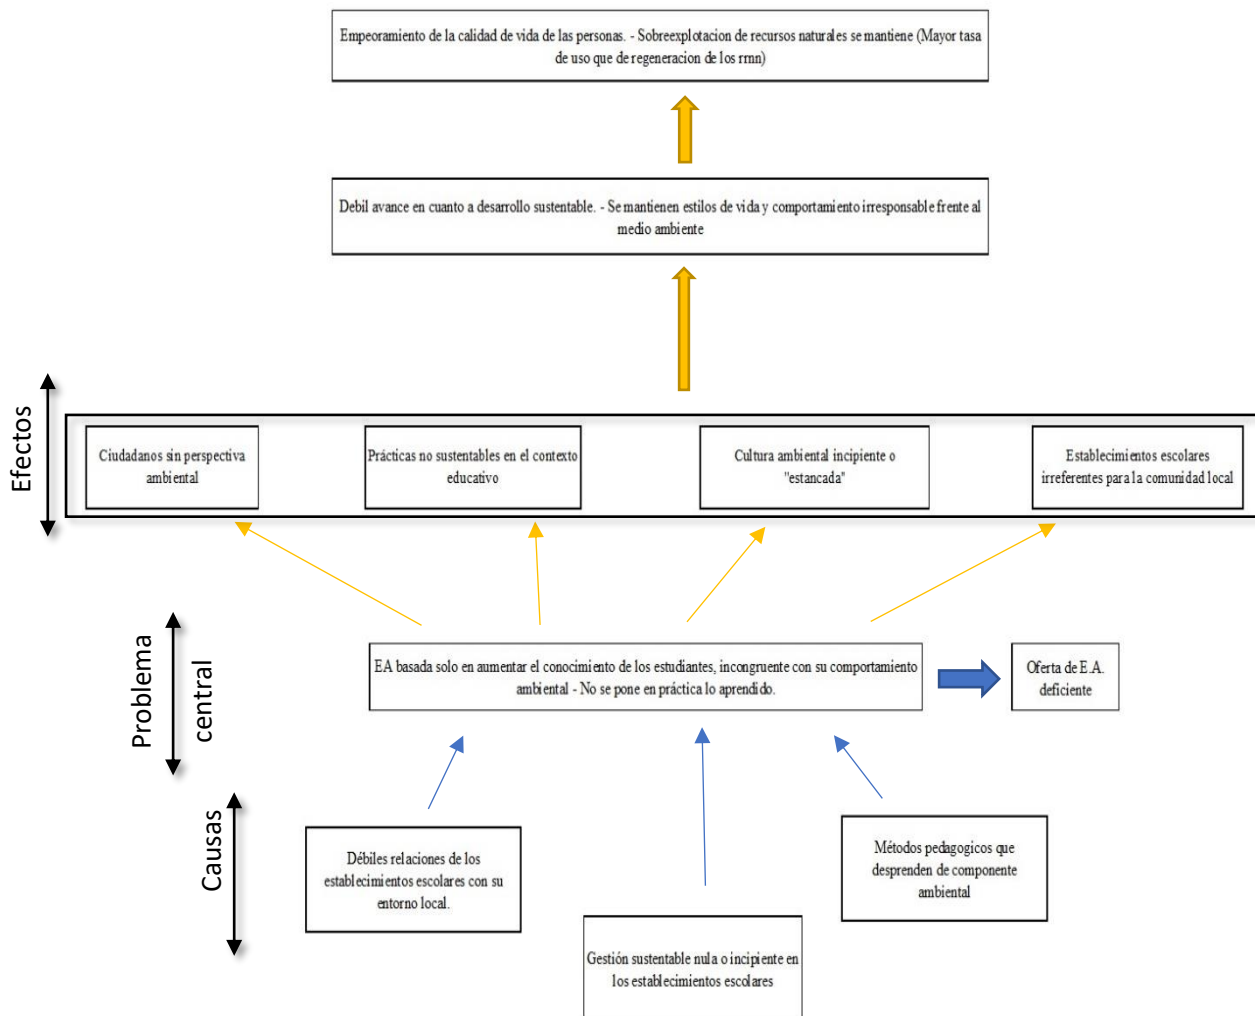 Empeoramiento de la calidad de vida de las personas. - Sobreexplotacion de recursos naturales se mantiene (Mayor tasa
de uso que de regeneracion de los rrnn)
Debil avance en cuanto a desarrollo sustentable. - Se mantienen estilos de vida y comportamiento irresponsable frente al
medio ambiente
Efectos
Ciudadanos sin perspectiva
ambiental
Prácticas no sustentables en el contexto
educativo
Cultura ambiental incipiente o
"estancada"
Establecimientos escolares
irreferentes para la comunidad local
Problema
central
EA basada solo en aumentar el conocimiento de los estudiantes, incongruente con su comportamiento
ambiental - No se pone en práctica lo aprendido.
Oferta de E.A.
deficiente
Causas
Débiles relaciones de los
establecimientos escolares con su
entorno local.
Gestión sustentable nula o incipiente en
los establecimientos escolares
Métodos pedagogicos que
desprenden de componente
ambiental